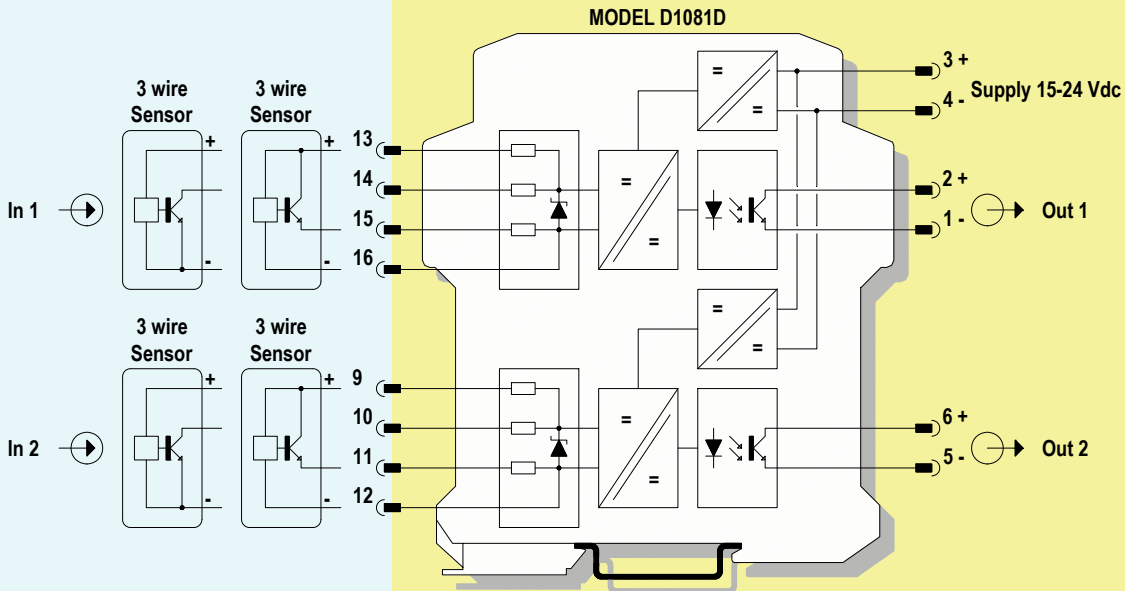 MODEL D1081D
3 wire
Sensor
3 wire
Sensor
+
-
+
-
In 1
13
14
15
16
=
=
=
=
3 +
4 -
Supply 15-24 Vdc
2 +
1 -
Out 1
3 wire
Sensor
3 wire
Sensor
+
-
+
-
In 2
9
10
11
12
=
=
=
=
6 +
5 -
Out 2